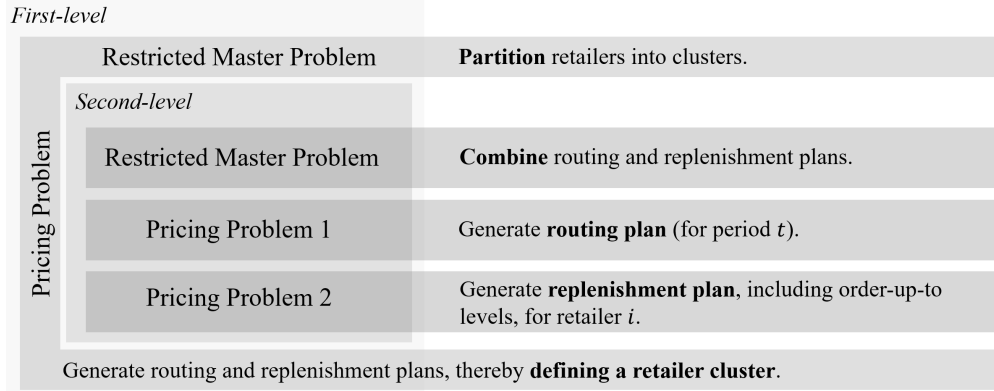 First-level
Restricted Master Problem
Partition retailers into clusters.
Pricing Problem
Second-level
Restricted Master Problem
Combine routing and replenishment plans.
Pricing Problem 1
Generate routing plan (for period t).
Pricing Problem 2
Generate replenishment plan, including order-up-to
levels, for retailer i.
Generate routing and replenishment plans, thereby defining a retailer cluster.